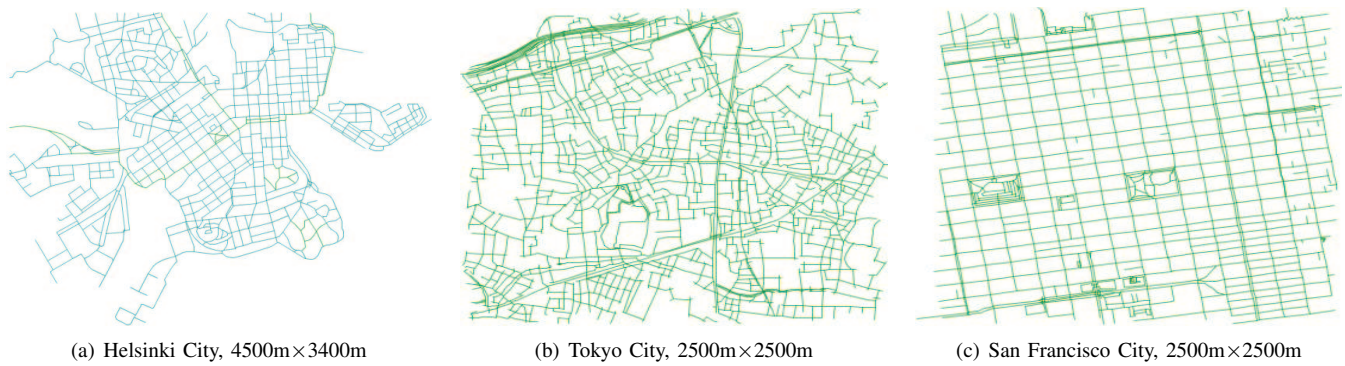 (a) Helsinki City, 4500m×3400m
(b) Tokyo City, 2500m×2500m
(c) San Francisco City, 2500m×2500m